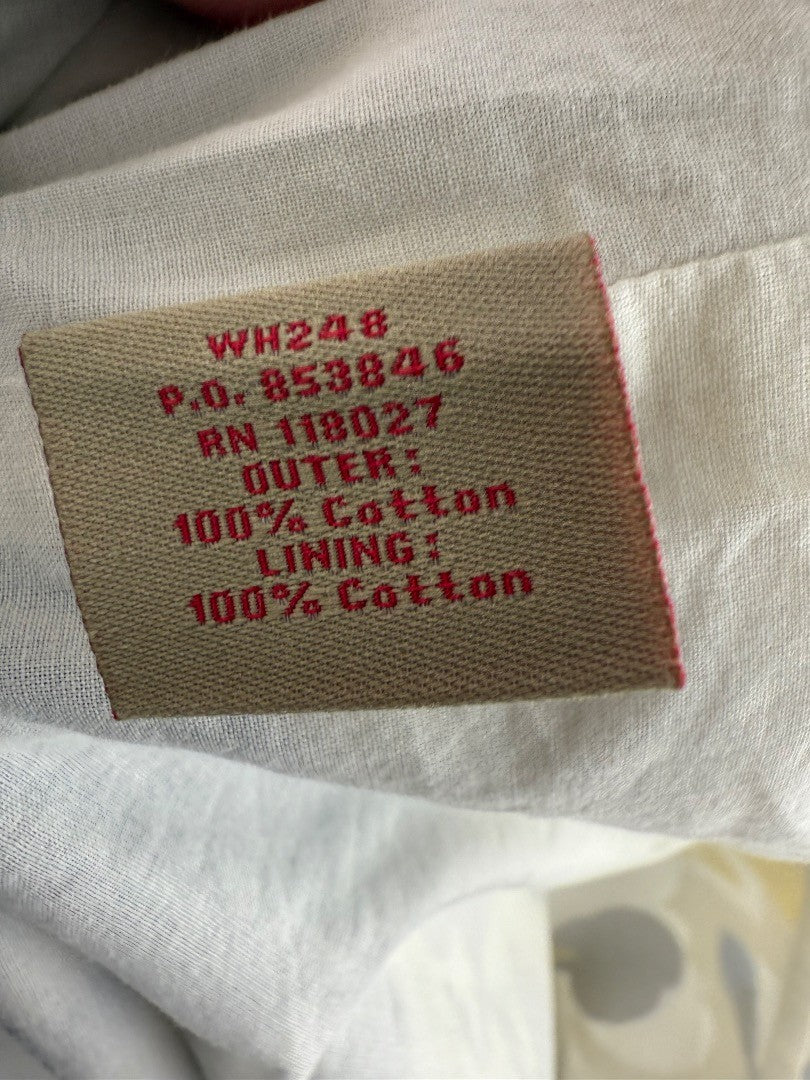 WH248
P.O. 853846
RN 118027
OUTER:
100% Cotton
LINING:
100% Cotton